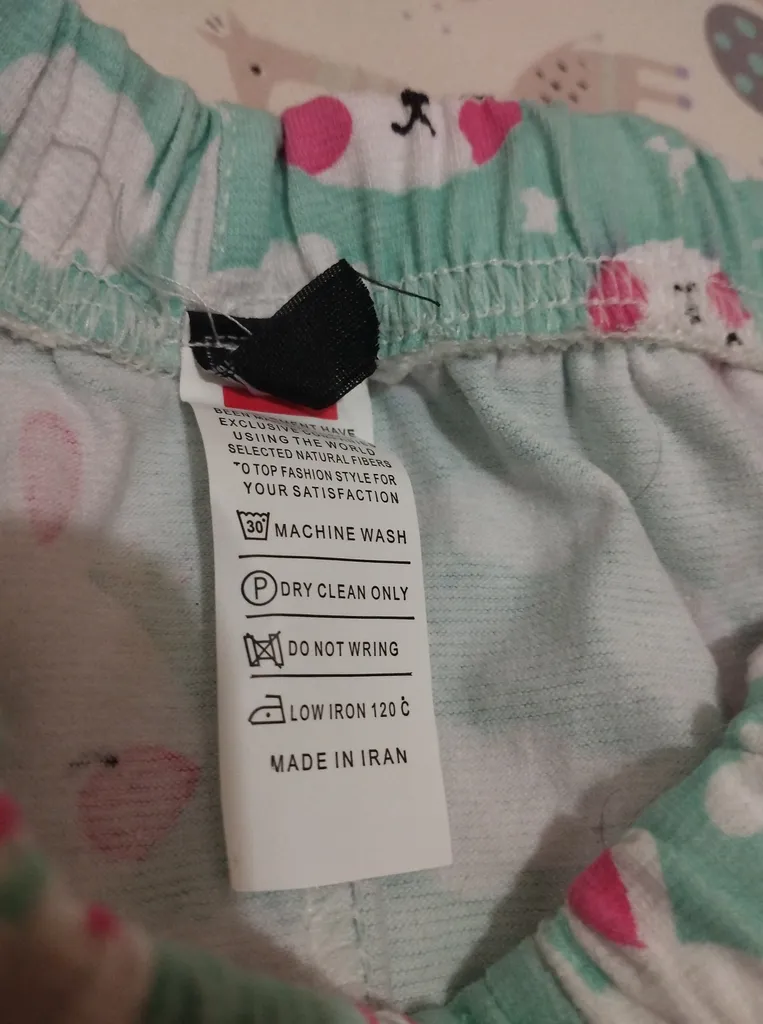 BEEN HAVE
EXCLUSIVE
USIING THE WORLD
SELECTED NATURAL FIBERS
TO TOP FASHION STYLE FOR
YOUR SATISFACTION
30° MACHINE WASH
P DRY CLEAN ONLY
DO NOT WRING
LOW IRON 120 C
MADE IN IRAN